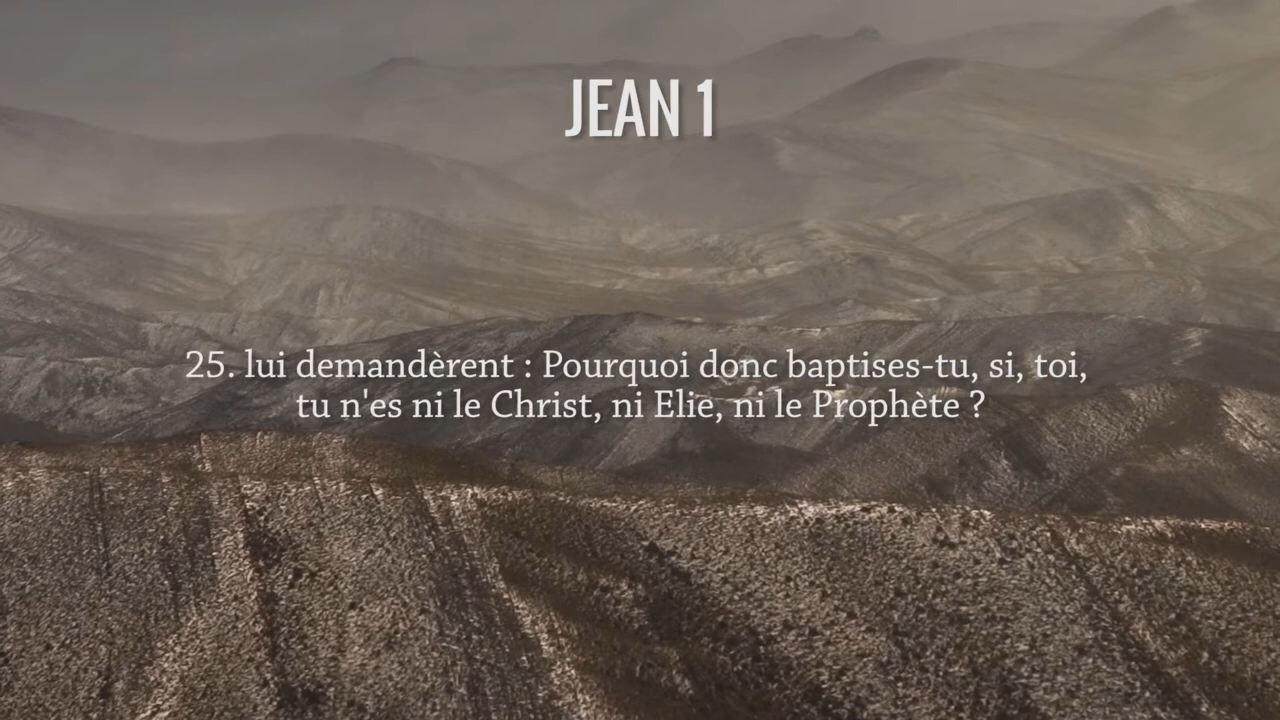 JEAN 1
25. lui demandèrent : Pourquoi donc baptises-tu, si, toi,
tu n'es ni le Christ, ni Elie, ni le Prophète ?